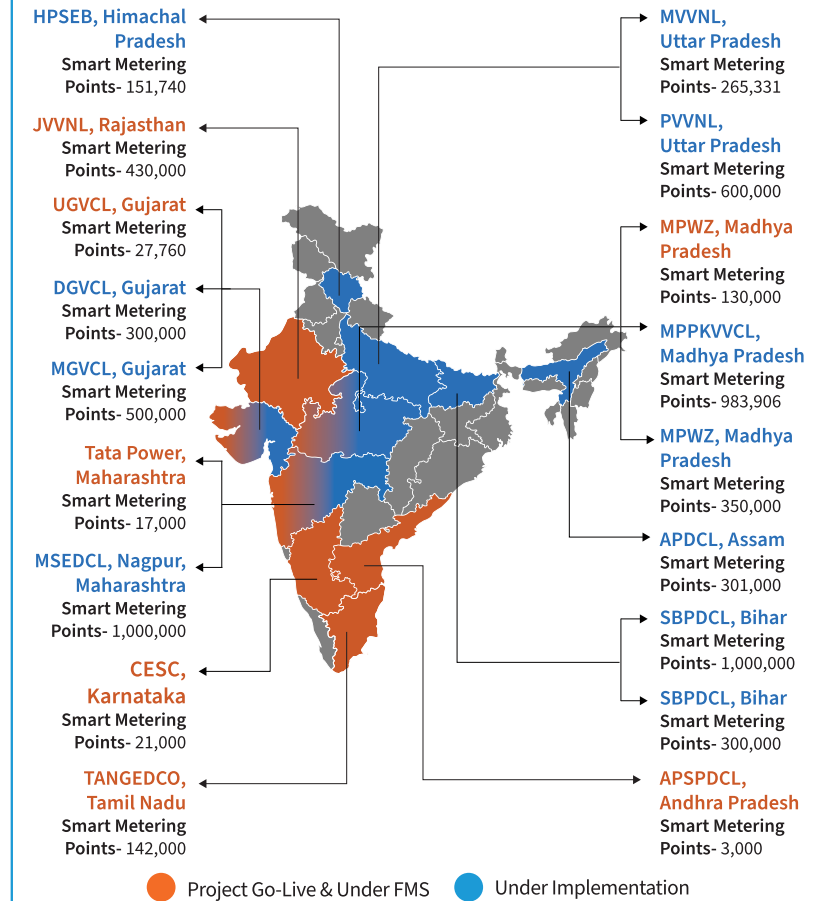 HPSEB, Himachal
Pradesh
Smart Metering
Points- 151,740
JVVNL, Rajasthan
Smart Metering
Points- 430,000
UGVCL, Gujarat
Smart Metering
Points- 27,760
DGVCL, Gujarat
Smart Metering
Points- 300,000
MGVCL, Gujarat
Smart Metering
Points- 500,000
Tata Power,
Maharashtra
Smart Metering
Points- 17,000
MSEDCL, Nagpur,
Maharashtra
Smart Metering
Points- 1,000,000
CESC,
Karnataka
Smart Metering
Points- 21,000
TANGEDCO,
Tamil Nadu
Smart Metering
Points- 142,000
MVVNL,
Uttar Pradesh
Smart Metering
Points- 265,331
PVVNL,
Uttar Pradesh
Smart Metering
Points- 600,000
MPWZ, Madhya
Pradesh
Smart Metering
Points- 130,000
MPPKVVCL,
Madhya Pradesh
Smart Metering
Points- 983,906
MPWZ, Madhya
Pradesh
Smart Metering
Points- 350,000
APDCL, Assam
Smart Metering
Points- 301,000
SBPDCL, Bihar
Smart Metering
Points- 1,000,000
SBPDCL, Bihar
Smart Metering
Points- 300,000
APSPDCL,
Andhra Pradesh
Smart Metering
Points- 3,000
Project Go-Live & Under FMS
Under Implementation